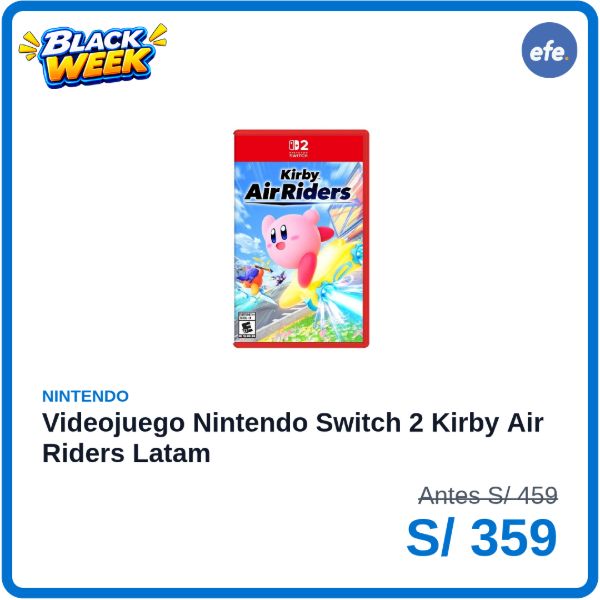 BLACK
WEEK
efe.
2
Kirby
Air Riders
E
NINTENDO
Videojuego Nintendo Switch 2 Kirby Air
Riders Latam
Antes S/ 459
S/ 359